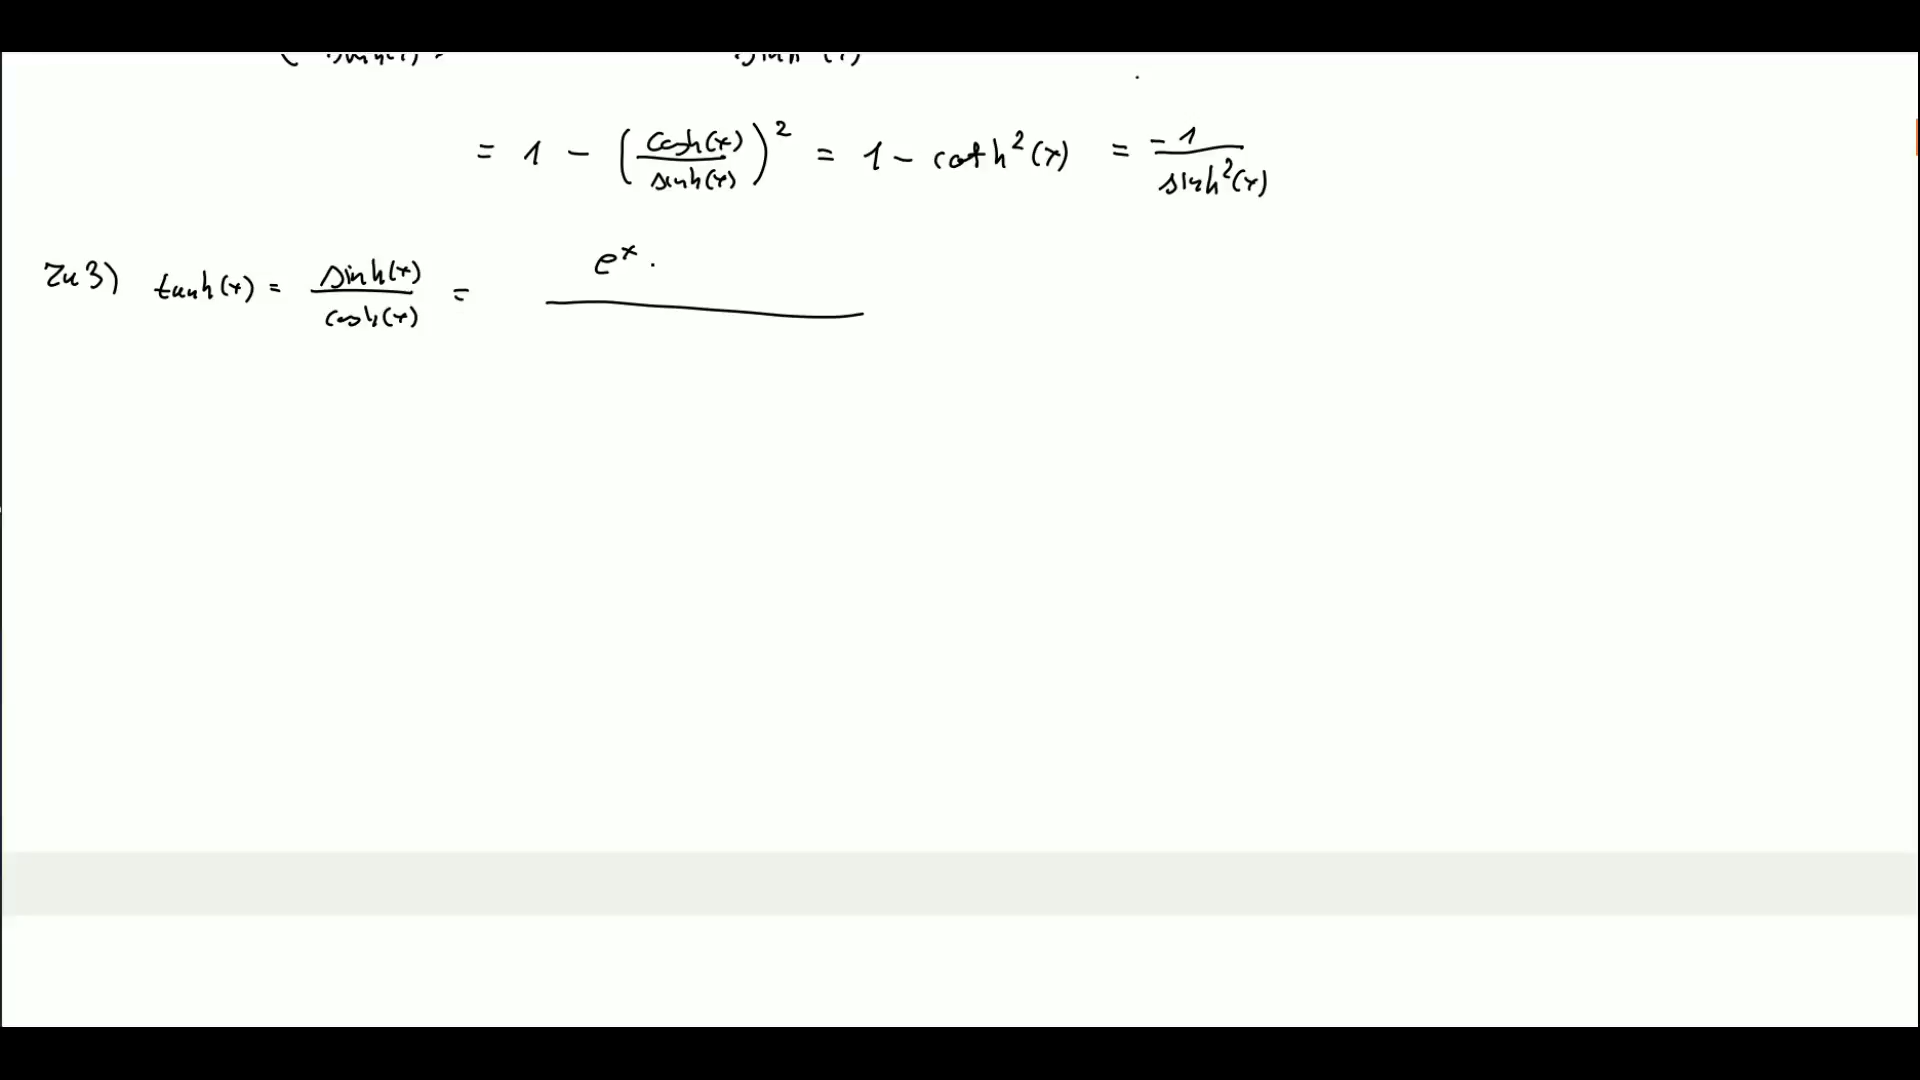 = 1 - (cosh(x)/sinh(x))² = 1 - coth²(x) = -1/sinh²(x)
Zu 3) tanh(x) = sinh(x)/cosh(x) = e^x ·